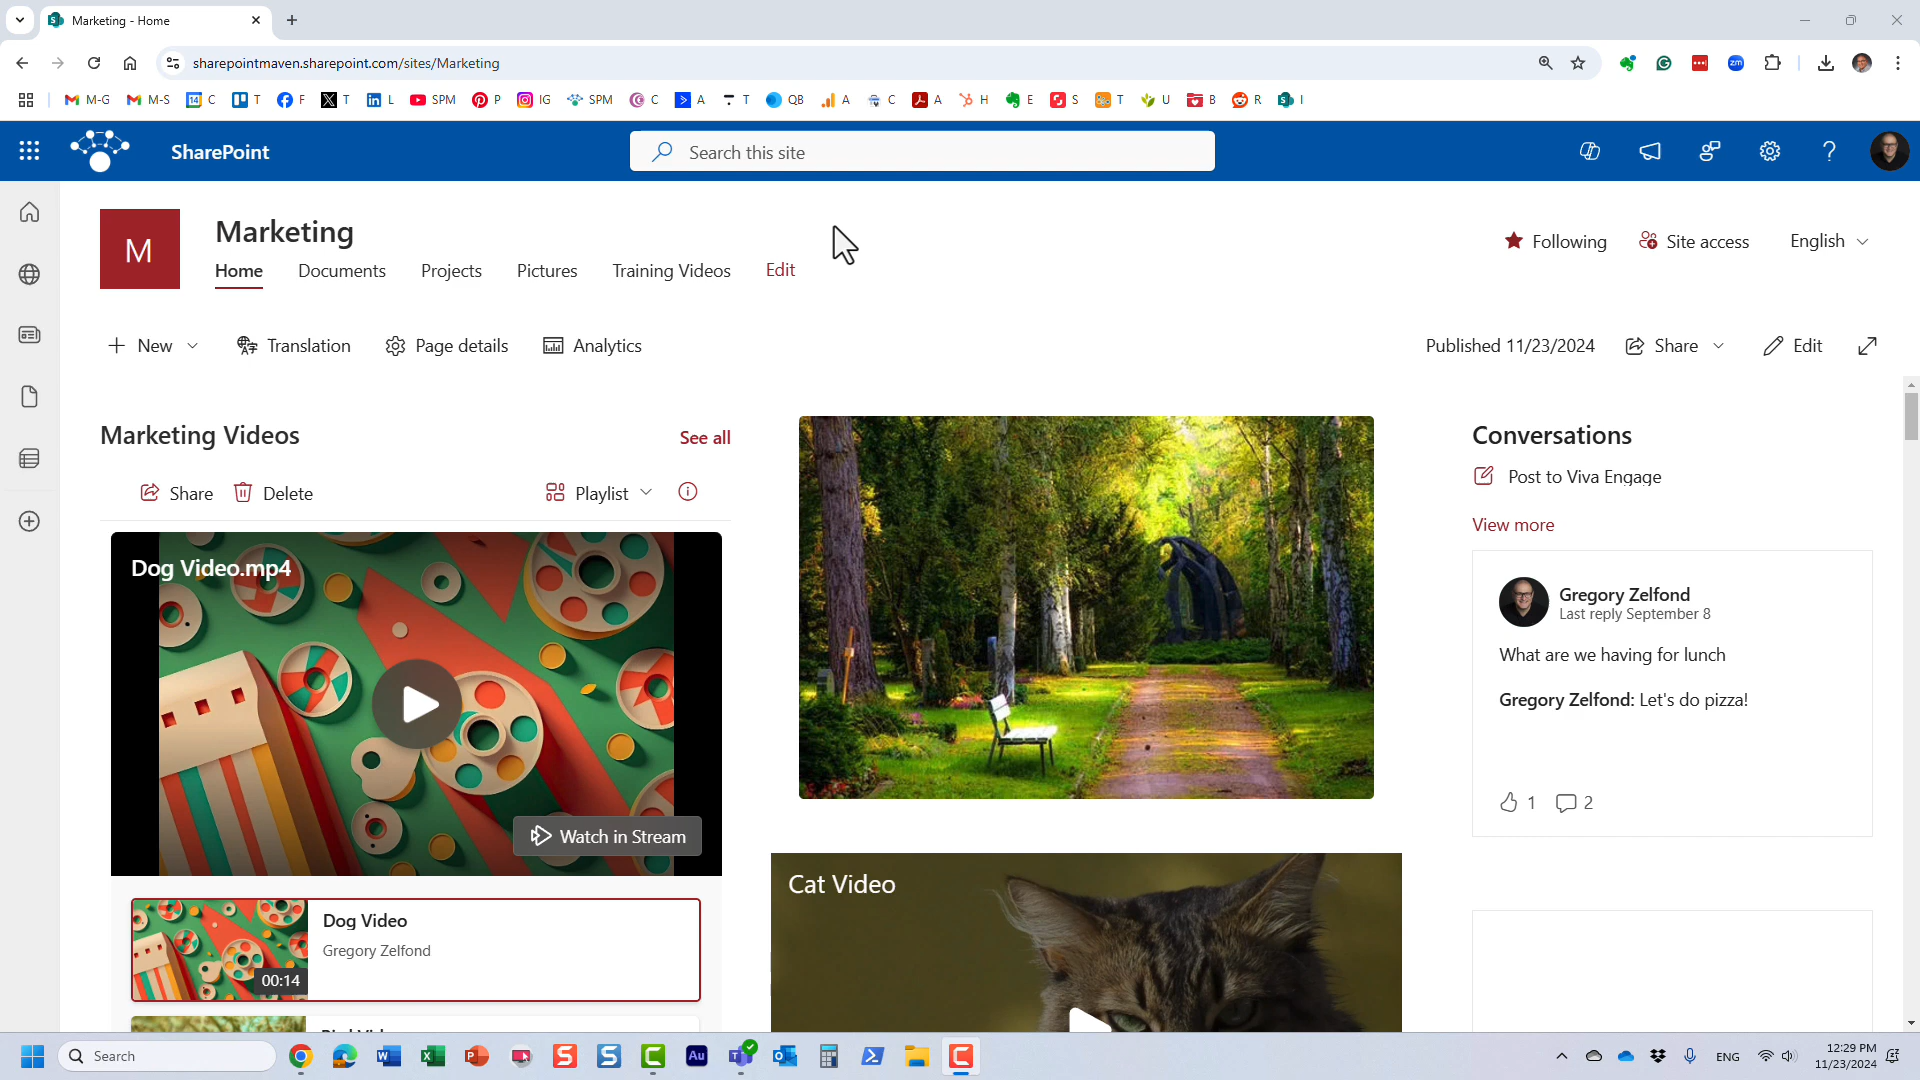 Marketing - Home
sharepointmaven.sharepoint.com/sites/Marketing
M-G M-S C T F T L SPM P IG SPM C A T QB A C A H E S T U B R I
SharePoint
Search this site
M
Marketing
Following Site access English
Home Documents Projects Pictures Training Videos Edit
New Translation Page details Analytics
Published 11/23/2024 Share Edit
Marketing Videos
See all
Share Delete Playlist
Dog Video.mp4
Watch in Stream
Dog Video
Gregory Zelfond
00:14
Cat Video
Conversations
Post to Viva Engage
View more
Gregory Zelfond
Last reply September 8
What are we having for lunch
Gregory Zelfond: Let's do pizza!
1 2
Search
ENG
12:29 PM
11/23/2024